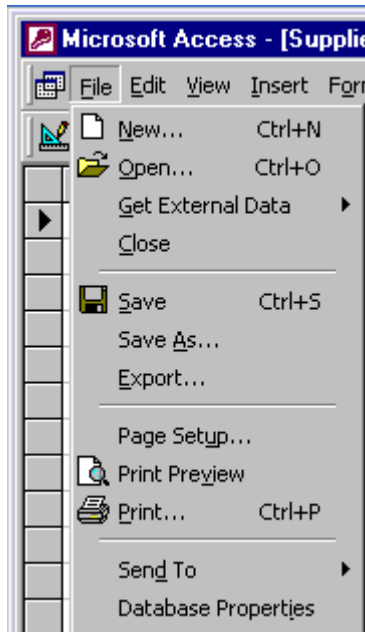 Microsoft Access - [Supplie
File Edit View Insert For
New... Ctrl+N
Open... Ctrl+O
Get External Data
Close
Save Ctrl+S
Save As...
Export...
Page Setup...
Print Preview
Print... Ctrl+P
Send To
Database Properties